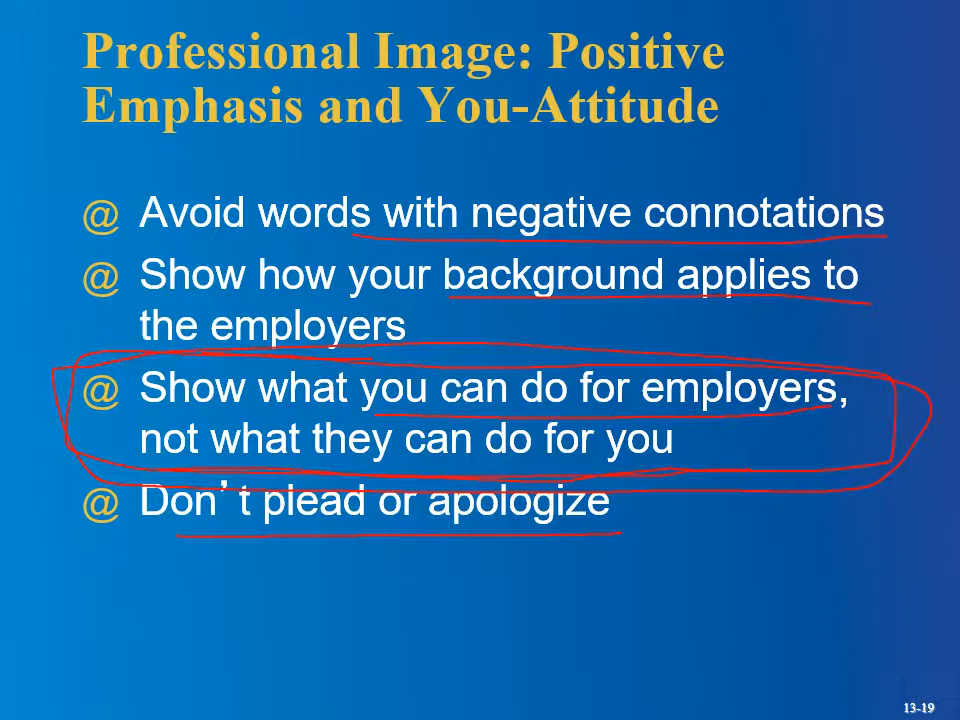 Professional Image: Positive
Emphasis and You-Attitude
@ Avoid words with negative connotations
@ Show how your background applies to
the employers
@ Show what you can do for employers,
not what they can do for you
@ Don’t plead or apologize
13-19